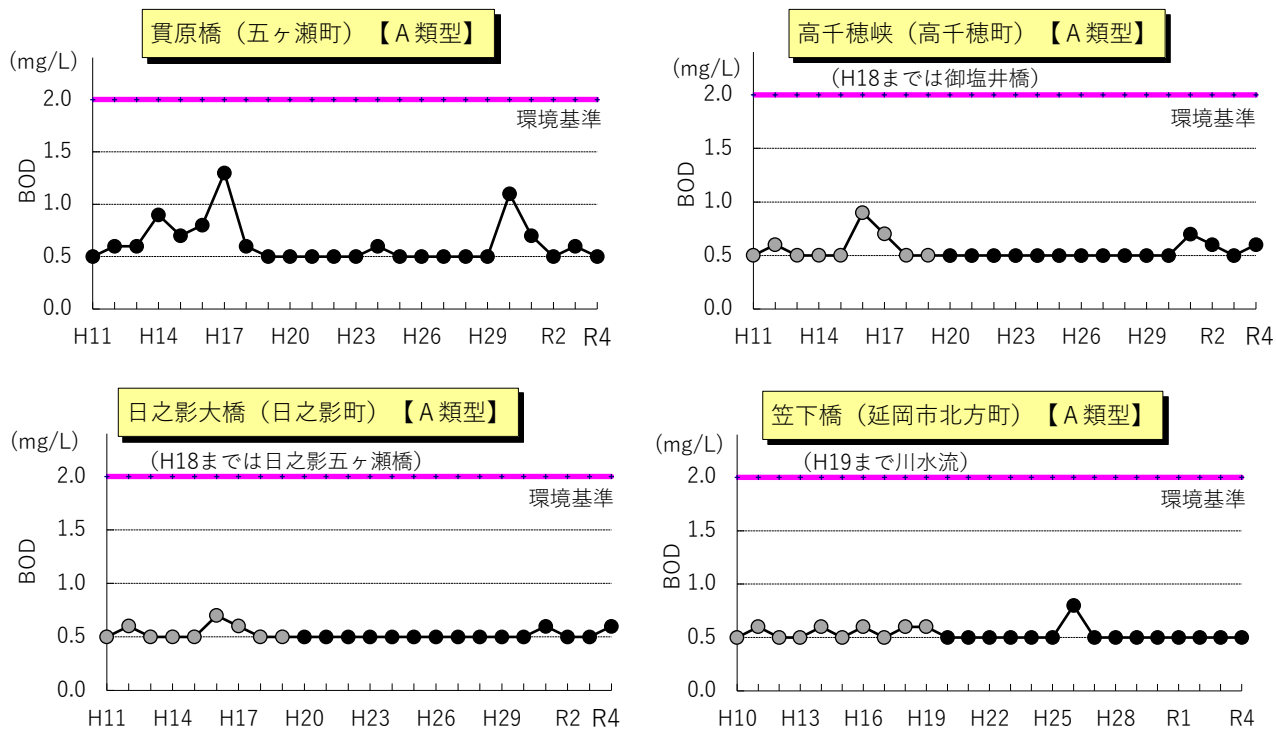 貫原橋（五ヶ瀬町）【Ａ類型】
(mg/L)
2.0
環境基準
1.5
BOD
1.0
0.5
0.0
H11 H14 H17 H20 H23 H26 H29 R2 R4
高千穂峡（高千穂町）【Ａ類型】
(mg/L)
（H18までは御塩井橋）
2.0
環境基準
1.5
BOD
1.0
0.5
0.0
H11 H14 H17 H20 H23 H26 H29 R2 R4
日之影大橋（日之影町）【Ａ類型】
(mg/L)
（H18までは日之影五ヶ瀬橋）
2.0
環境基準
1.5
BOD
1.0
0.5
0.0
H11 H14 H17 H20 H23 H26 H29 R2 R4
笠下橋（延岡市北方町）【Ａ類型】
(mg/L)
（H19まで川水流）
2.0
環境基準
1.5
BOD
1.0
0.5
0.0
H10 H13 H16 H19 H22 H25 H28 R1 R4